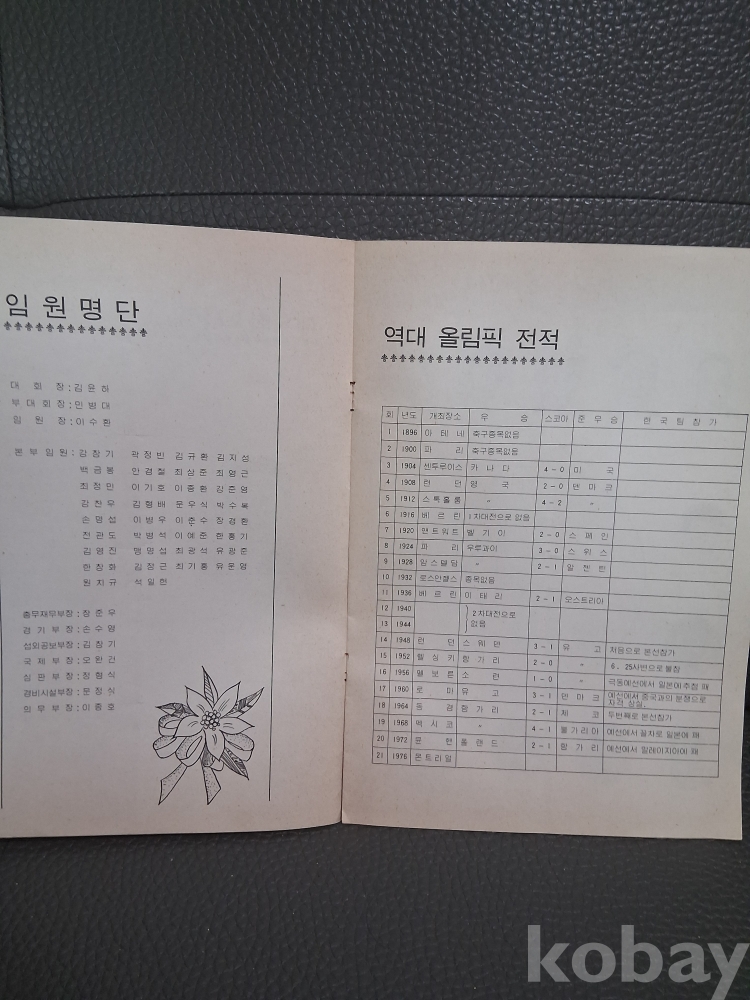 임원명단
대 회 장 : 김윤하
부대회장 : 민병대
임 원 장 : 이수환
본부임원 : 강창기 곽정빈 김규환 김지성
백금봉 안경철 최삼준 최영근
최정민 이기호 이중환 강준영
김찬우 김형배 문우식 박수록
손명섭 이병우 이춘수 장경환
전관도 박병석 이예준 한홍기
김영진 맹명섭 최광석 유광준
한창화 김창근 최기홍 유운영
원치규 석일헌
총무재무부장 : 장준우
경 기 부 장 : 손수영
섭외공보부장 : 김창기
국 제 부 장 : 오완건
심 판 부 장 : 장형식
경비시설부장 : 문정식
의 무 부 장 : 이종호
역대 올림픽 전적
회 년도 개최장소 우 승 스코아 준 우 승 한 국 팀 참 가
1 1896 아 테 네 축구종목없음
2 1900 파 리 축구종목없음
3 1904 센투루이스 카 나 다 4-0 미 국
4 1908 런 던 영 국 2-0 덴 마 크
5 1912 스 톡 홀 름 〃 4-2 〃
6 1916 베 르 린 1차대전으로 없음
7 1920 앤트워트 벨 기 아 2-0 스 페 인
8 1924 파 리 우루과이 3-0 스 위 스
9 1928 암스델담 〃 2-1 알 젠 틴
10 1932 로스안젤스 종목없음
11 1936 베 르 린 이 태 리 2-1 오스트리아
12 1940 2차대전으로
13 1944 없음
14 1948 런 던 스 웨 덴 3-1 유 고 처음으로 본선참가
15 1952 헬 싱 키 항 가 리 2-0 〃 6. 25사변으로 불참
16 1956 멜 보 른 소 련 1-0 〃 극동예선에서 일본에 추첨 패
17 1960 로 마 유 고 3-1 덴 마 크 예선에서 중국과의 분쟁으로 자격 상실
18 1964 동 경 항 가 리 2-1 체 코 두번째로 본선참가
19 1968 멕 시 코 〃 4-1 불가리아 예선에서 꼴차로 일본에 패
20 1972 뮨 헨 폴 랜 드 2-1 항 가 리 예선에서 말레이지아에 패
21 1976 몬트리얼
kobay